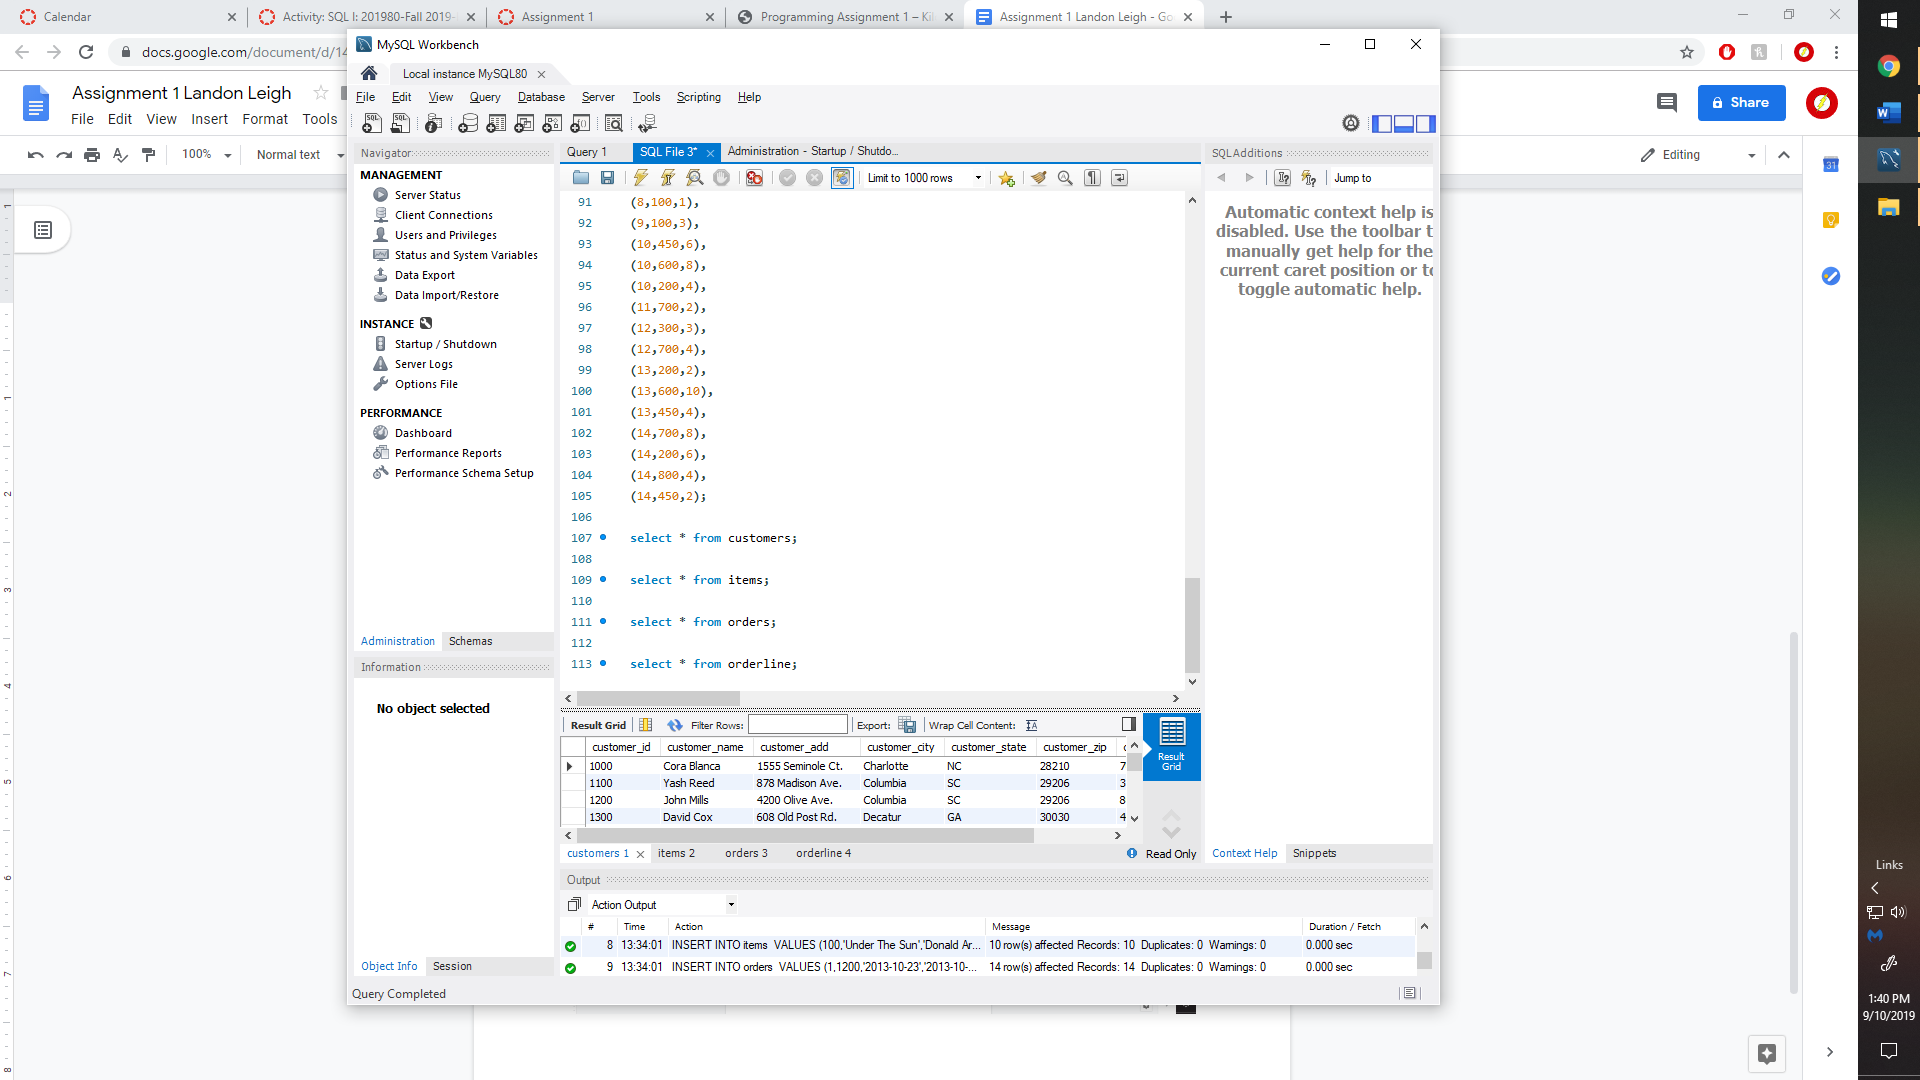 Calendar
Activity: SQL I: 201980-Fall 2019-
Assignment 1
Programming Assignment 1 – Kil
Assignment 1 Landon Leigh - Go
docs.google.com/document/d/14
Assignment 1 Landon Leigh
Share
File Edit View Insert Format Tools
100% Normal text
Editing
MySQL Workbench
Local instance MySQL80
File Edit View Query Database Server Tools Scripting Help
Navigator
MANAGEMENT
Server Status
Client Connections
Users and Privileges
Status and System Variables
Data Export
Data Import/Restore
INSTANCE
Startup / Shutdown
Server Logs
Options File
PERFORMANCE
Dashboard
Performance Reports
Performance Schema Setup
Administration Schemas
Information
No object selected
Object Info Session
Query Completed
Query 1 SQL File 3* Administration - Startup / Shutdo...
Limit to 1000 rows
91 (8,100,1),
92 (9,100,3),
93 (10,450,6),
94 (10,600,8),
95 (10,200,4),
96 (11,700,2),
97 (12,300,3),
98 (12,700,4),
99 (13,200,2),
100 (13,600,10),
101 (13,450,4),
102 (14,700,8),
103 (14,200,6),
104 (14,800,4),
105 (14,450,2);
106
107 select * from customers;
108
109 select * from items;
110
111 select * from orders;
112
113 select * from orderline;
Result Grid Filter Rows: Export: Wrap Cell Content:
customer_id customer_name customer_add customer_city customer_state customer_zip c
1000 Cora Blanca 1555 Seminole Ct. Charlotte NC 28210 7
1100 Yash Reed 878 Madison Ave. Columbia SC 29206 3
1200 John Mills 4200 Olive Ave. Columbia SC 29206 8
1300 David Cox 608 Old Post Rd. Decatur GA 30030 4
Result
Grid
customers 1 items 2 orders 3 orderline 4
Read Only
SQLAdditions
Jump to
Automatic context help is
disabled. Use the toolbar t
manually get help for the
current caret position or to
toggle automatic help.
Context Help Snippets
Output
Action Output
# Time Action Message Duration / Fetch
8 13:34:01 INSERT INTO items VALUES (100,'Under The Sun','Donald Ar... 10 row(s) affected Records: 10 Duplicates: 0 Warnings: 0 0.000 sec
9 13:34:01 INSERT INTO orders VALUES (1,1200,'2013-10-23','2013-10-... 14 row(s) affected Records: 14 Duplicates: 0 Warnings: 0 0.000 sec
Links
1:40 PM
9/10/2019